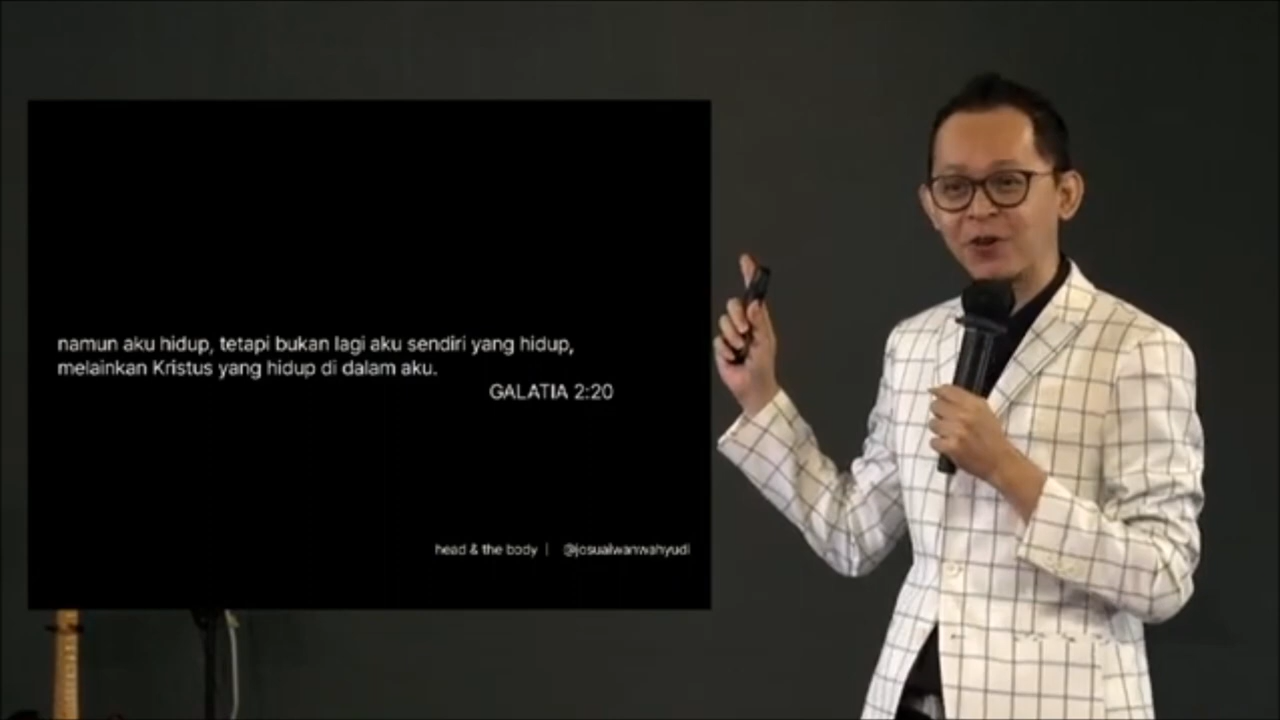 namun aku hidup, tetapi bukan lagi aku sendiri yang hidup,
melainkan Kristus yang hidup di dalam aku.
GALATIA 2:20
head & the body | @josuaiwanwahyudi